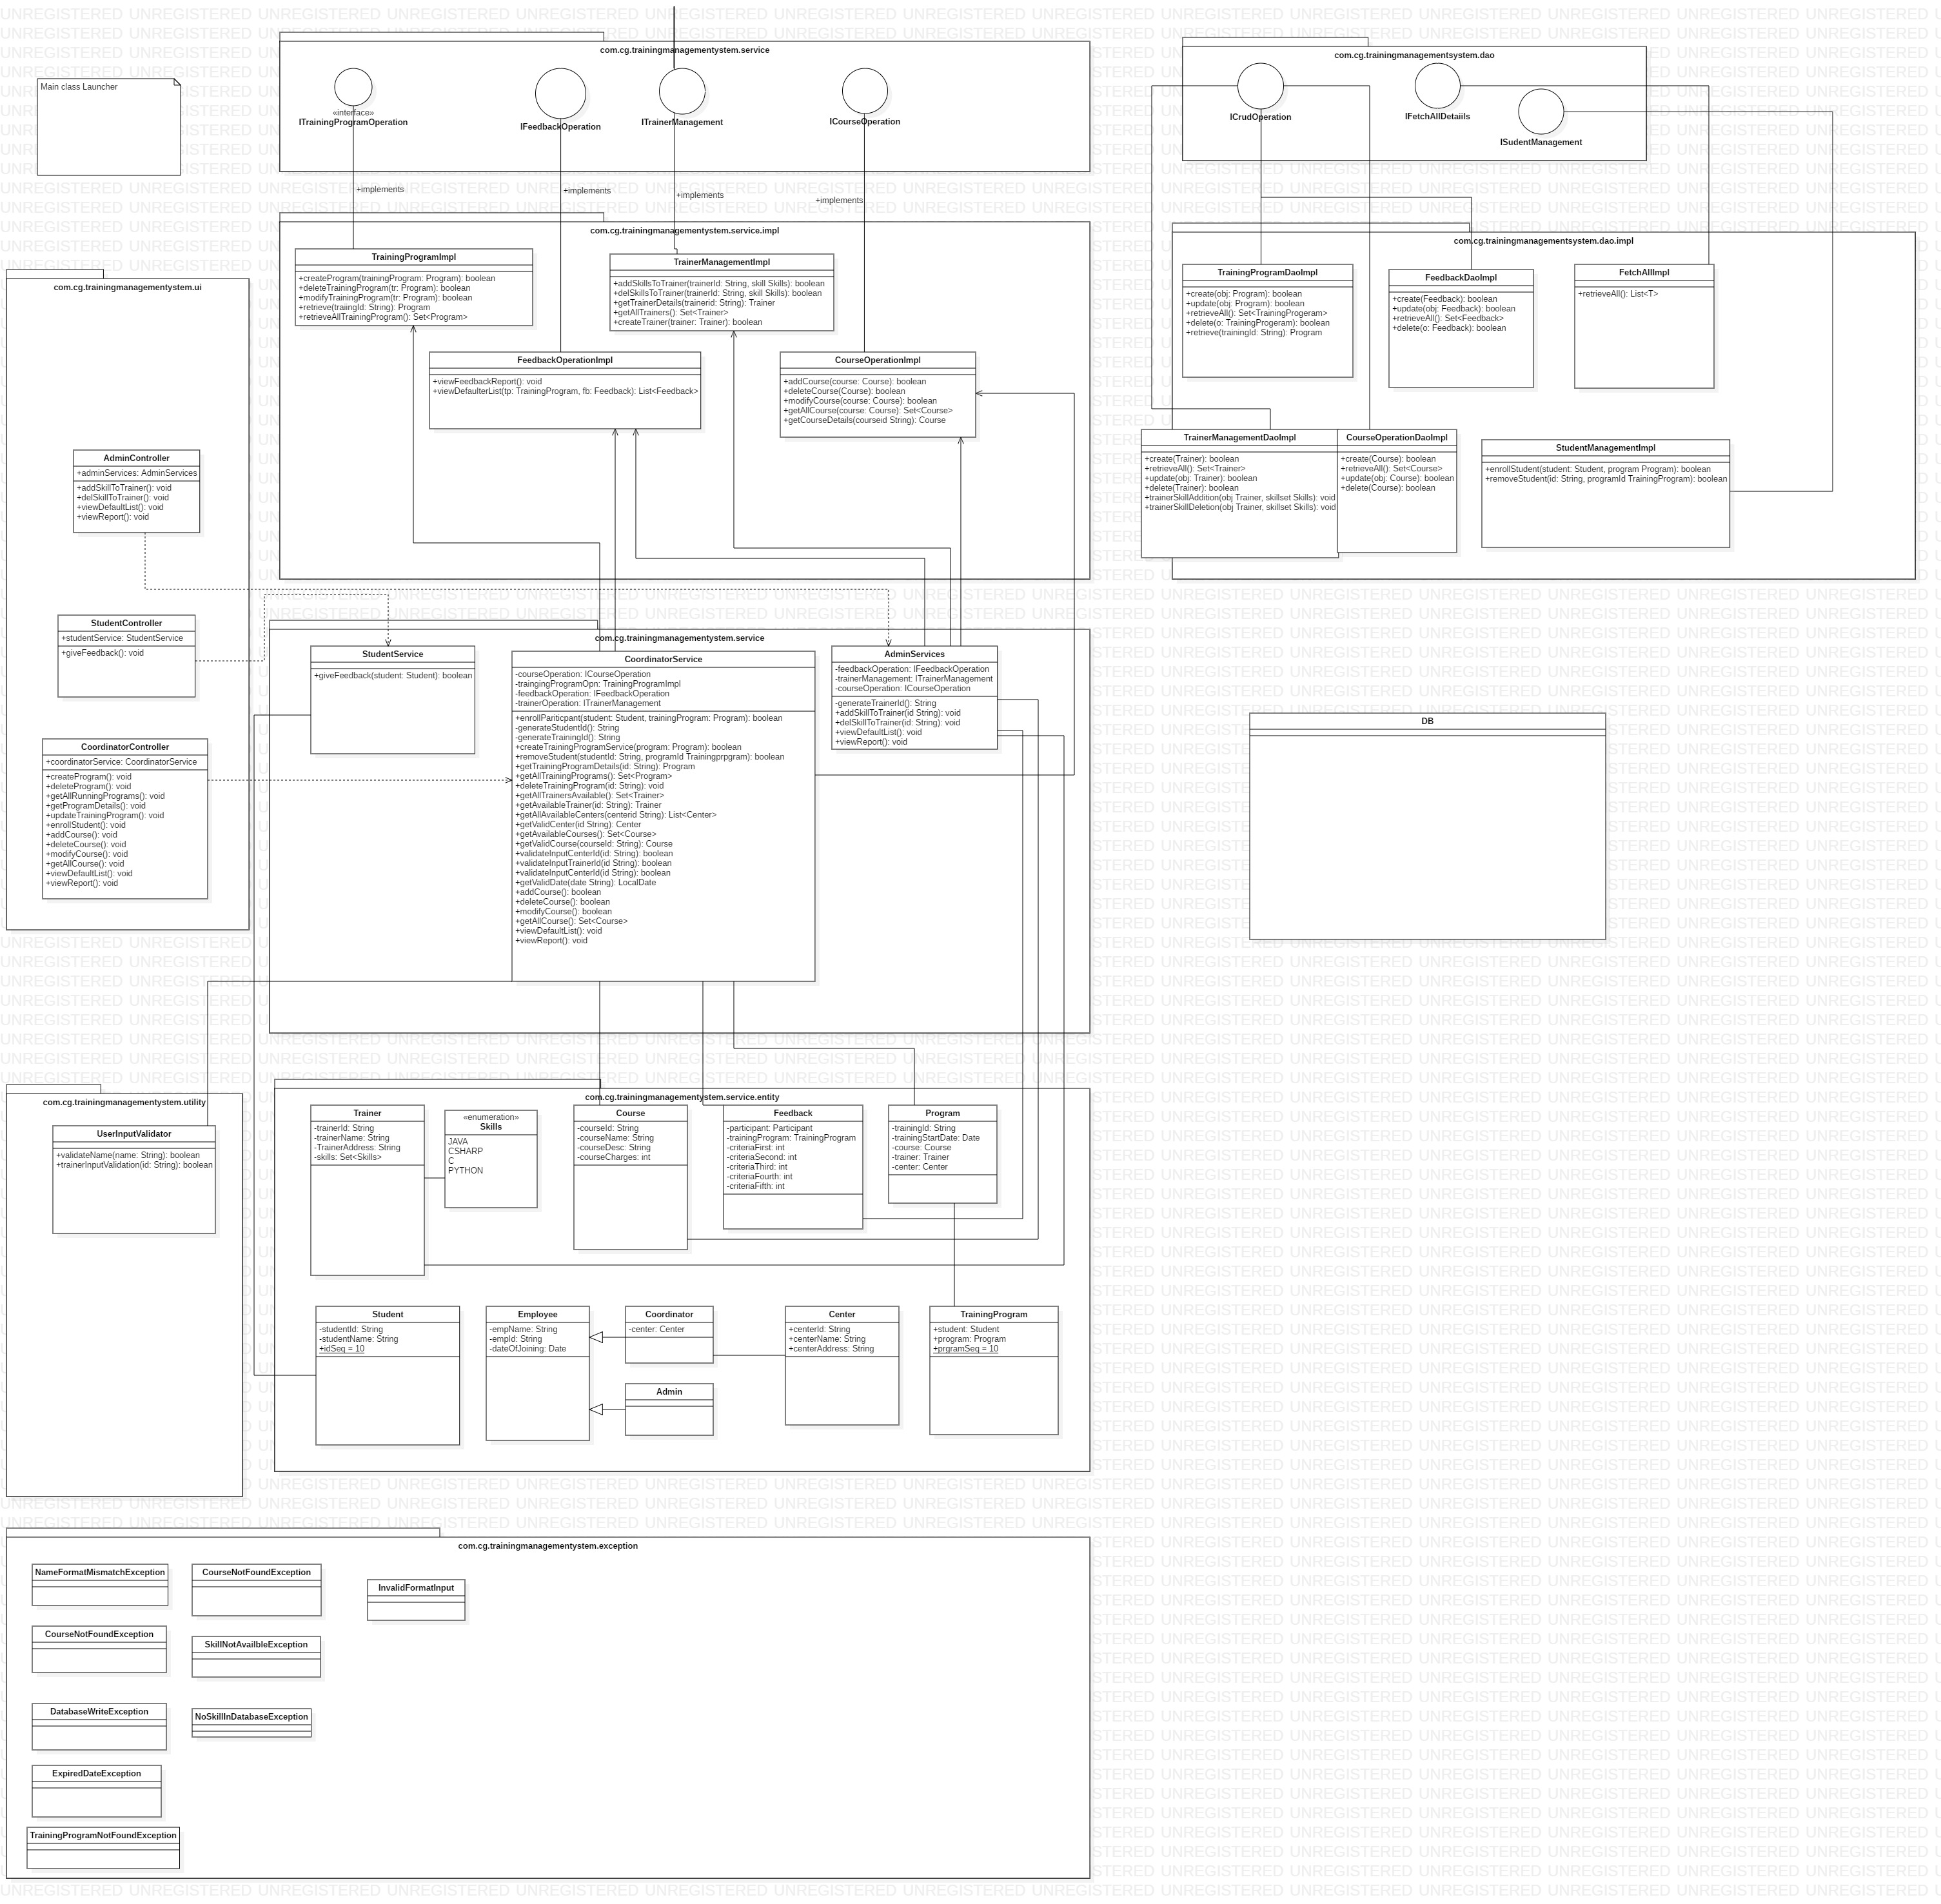 com.cg.trainingmanagementystem.service
Main class Launcher
«interface»
ITrainingProgramOperation
IFeedbackOperation
ITrainerManagement
ICourseOperation
+implements
+implements
+implements
+implements
com.cg.trainingmanagementsystem.dao
ICrudOperation
IFetchAllDetaiils
ISudentManagement
com.cg.trainingmanagementystem.service.impl
TrainingProgramImpl
+createProgram(trainingProgram: Program): boolean
+deleteTrainingProgram(tr: Program): boolean
+modifyTrainingProgram(tr: Program): boolean
+retrieve(traingId: String): Program
+retrieveAllTrainingProgram(): Set<Program>
TrainerManagementImpl
+addSkillsToTrainer(trainerId: String, skill Skills): boolean
+delSkillsToTrainer(trainerId: String, skill Skills): boolean
+getTrainerDetails(trainerid: String): Trainer
+getAllTrainers(): Set<Trainer>
+createTrainer(trainer: Trainer): boolean
FeedbackOperationImpl
+viewFeedbackReport(): void
+viewDefaulterList(tp: TrainingProgram, fb: Feedback): List<Feedback>
CourseOperationImpl
+addCourse(course: Course): boolean
+deleteCourse(Course): boolean
+modifyCourse(course: Course): boolean
+getAllCourse(course: Course): Set<Course>
+getCourseDetails(courseid String): Course
com.cg.trainingmanagementsystem.dao.impl
TrainingProgramDaoImpl
+create(obj: Program): boolean
+update(obj: Program): boolean
+retrieveAll(): Set<TrainingProgeram>
+delete(o: TrainingProgeram): boolean
+retrieve(trainingId: String): Program
FeedbackDaoImpl
+create(Feedback): boolean
+update(obj: Feedback): boolean
+retrieveAll(): Set<Feedback>
+delete(o: Feedback): boolean
FetchAllImpl
+retrieveAll(): List<T>
TrainerManagementDaoImpl
+create(Trainer): boolean
+retrieveAll(): Set<Trainer>
+update(obj: Trainer): boolean
+delete(Trainer): boolean
+trainerSkillAddition(obj Trainer, skillset Skills): void
+trainerSkillDeletion(obj Trainer, skillset Skills): void
CourseOperationDaoImpl
+create(Course): boolean
+retrieveAll(): Set<Course>
+update(obj: Course): boolean
+delete(Course): boolean
StudentManagementImpl
+enrollStudent(student: Student, program Program): boolean
+removeStudent(id: String, programId TrainingProgram): boolean
com.cg.trainingmanagementystem.ui
AdminController
+adminServices: AdminServices
+addSkillToTrainer(): void
+delSkillToTrainer(): void
+viewDefaultList(): void
+viewReport(): void
StudentController
+studentService: StudentService
+giveFeedback(): void
CoordinatorController
+coordinatorService: CoordinatorService
+createProgram(): void
+deleteProgram(): void
+getAllRunningPrograms(): void
+getProgramDetails(): void
+updateTrainingProgram(): void
+enrollStudent(): void
+addCourse(): void
+deleteCourse(): void
+modifyCourse(): void
+getAllCourse(): void
+viewDefaultList(): void
+viewReport(): void
com.cg.trainingmanagementystem.service
StudentService
+giveFeedback(student: Student): boolean
CoordinatorService
-courseOperation: ICourseOperation
-traingingProgramOpn: TrainingProgramImpl
-feedbackOperation: IFeedbackOperation
-trainerOperation: ITrainerManagement
+enrollPariticpant(student: Student, trainingProgram: Program): boolean
-generateStudentId(): String
-generateTrainingId(): String
+createTrainingProgramService(program: Program): boolean
+removeStudent(studentId: String, programId Trainingprpgram): boolean
+getTrainingProgramDetails(id: String): Program
+getAllTrainingPrograms(): Set<Program>
+deleteTrainingProgram(id: String): void
+getAllTrainersAvailable(): Set<Trainer>
+getAvailableTrainer(id: String): Trainer
+getAllAvailableCenters(centerid String): List<Center>
+getValidCenter(id String): Center
+getAvailableCourses(): Set<Course>
+getValidCourse(courseId: String): Course
+validateInputCenterId(id: String): boolean
+validateInputTrainerId(id String): boolean
+validateInputCenterId(id String): boolean
+getValidDate(date String): LocalDate
+addCourse(): boolean
+deleteCourse(): boolean
+modifyCourse(): boolean
+getAllCourse(): Set<Course>
+viewDefaultList(): void
+viewReport(): void
AdminServices
-feedbackOperation: IFeedbackOperation
-trainerManagement: ITrainerManagement
-courseOperation: ICourseOperation
-generateTrainerId(): String
+addSkillToTrainer(id String): void
+delSkillToTrainer(id: String): void
+viewDefaultList(): void
+viewReport(): void
DB
com.cg.trainingmanagementystem.utility
UserInputValidator
+validateName(name: String): boolean
+trainerInputValidation(id: String): boolean
com.cg.trainingmanagementystem.service.entity
Trainer
-trainerId: String
-trainerName: String
-TrainerAddress: String
-skills: Set<Skills>
«enumeration»
Skills
JAVA
CSHARP
C
PYTHON
Course
-courseId: String
-courseName: String
-courseDesc: String
-courseCharges: int
Feedback
-participant: Participant
-trainingProgram: TrainingProgram
-criteriaFirst: int
-criteriaSecond: int
-criteriaThird: int
-criteriaFourth: int
-criteriaFifth: int
Program
-trainingId: String
-trainingStartDate: Date
-course: Course
-trainer: Trainer
-center: Center
Student
-studentId: String
-studentName: String
+idSeq = 10
Employee
-empName: String
-empId: String
-dateOfJoining: Date
Coordinator
-center: Center
Admin
Center
+centerId: String
+centerName: String
+centerAddress: String
TrainingProgram
+student: Student
+program: Program
+prgramSeq = 10
com.cg.trainingmanagementystem.exception
NameFormatMismatchException
CourseNotFoundException
InvalidFormatInput
CourseNotFoundException
SkillNotAvailbleException
DatabaseWriteException
NoSkillInDatabaseException
ExpiredDateException
TrainingProgramNotFoundException